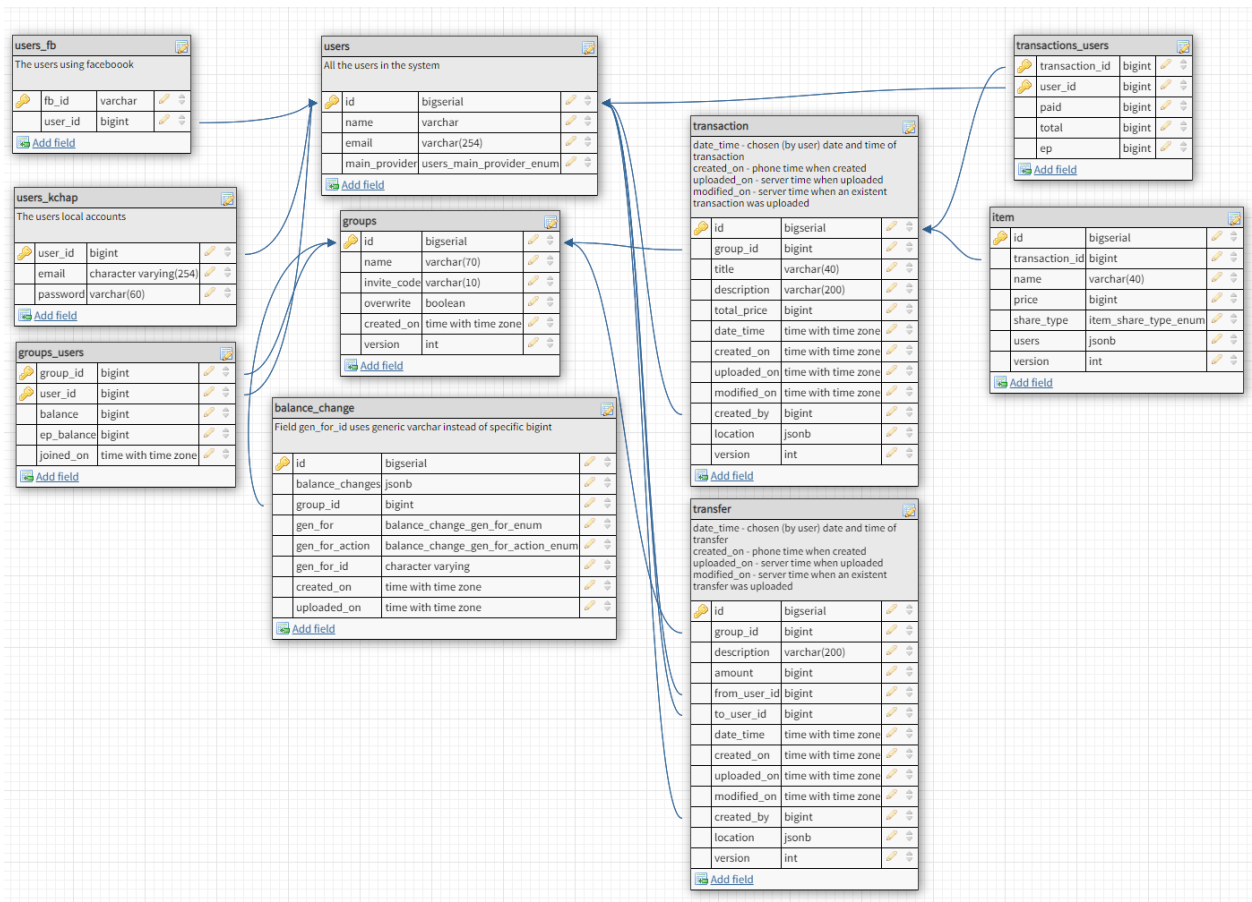 users_fb
The users using faceboook
fb_id varchar
user_id bigint
Add field
users_kchap
The users local accounts
user_id bigint
email character varying(254)
password varchar(60)
Add field
groups_users
group_id bigint
user_id bigint
balance bigint
ep_balance bigint
joined_on time with time zone
Add field
users
All the users in the system
id bigserial
name varchar
email varchar(254)
main_provider users_main_provider_enum
Add field
groups
id bigserial
name varchar(70)
invite_code varchar(10)
overwrite boolean
created_on time with time zone
version int
Add field
balance_change
Field gen_for_id uses generic varchar instead of specific bigint
id bigserial
balance_changes jsonb
group_id bigint
gen_for balance_change_gen_for_enum
gen_for_action balance_change_gen_for_action_enum
gen_for_id character varying
created_on time with time zone
uploaded_on time with time zone
Add field
transaction
date_time - chosen (by user) date and time of
transaction
created_on - phone time when created
uploaded_on - server time when uploaded
modified_on - server time when an existent
transaction was uploaded
id bigserial
group_id bigint
title varchar(40)
description varchar(200)
total_price bigint
date_time time with time zone
created_on time with time zone
uploaded_on time with time zone
modified_on time with time zone
created_by bigint
location jsonb
version int
Add field
transfer
date_time - chosen (by user) date and time of
transfer
created_on - phone time when created
uploaded_on - server time when uploaded
modified_on - server time when an existent
transfer was uploaded
id bigserial
group_id bigint
description varchar(200)
amount bigint
from_user_id bigint
to_user_id bigint
date_time time with time zone
created_on time with time zone
uploaded_on time with time zone
modified_on time with time zone
created_by bigint
location jsonb
version int
Add field
transactions_users
transaction_id bigint
user_id bigint
paid bigint
total bigint
ep bigint
Add field
item
id bigserial
transaction_id bigint
name varchar(40)
price bigint
share_type item_share_type_enum
users jsonb
version int
Add field